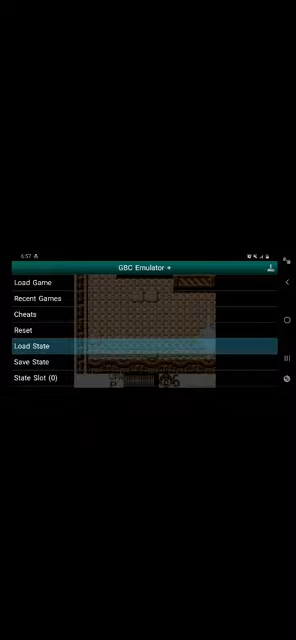 6:57
GBC Emulator +
Load Game
Recent Games
Cheats
Reset
Load State
Save State
State Slot (0)